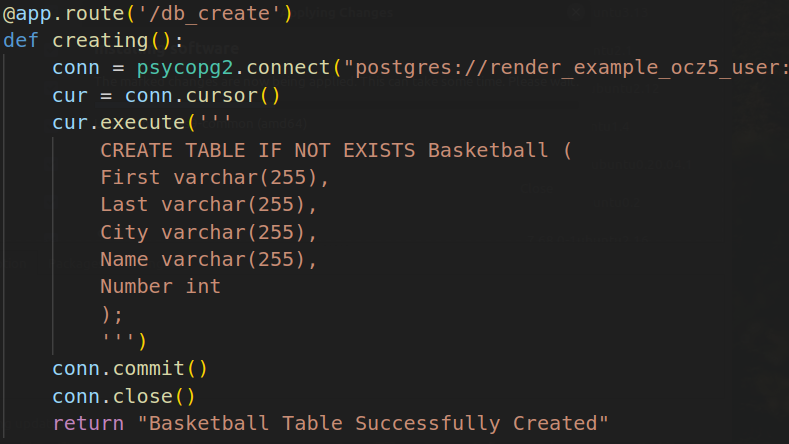 @app.route('/db_create')
def creating():
    conn = psycopg2.connect("postgres://render_example_ocz5_user:
    cur = conn.cursor()
    cur.execute('''
        CREATE TABLE IF NOT EXISTS Basketball (
        First varchar(255),
        Last varchar(255),
        City varchar(255),
        Name varchar(255),
        Number int
        );
        ''')
    conn.commit()
    conn.close()
    return "Basketball Table Successfully Created"